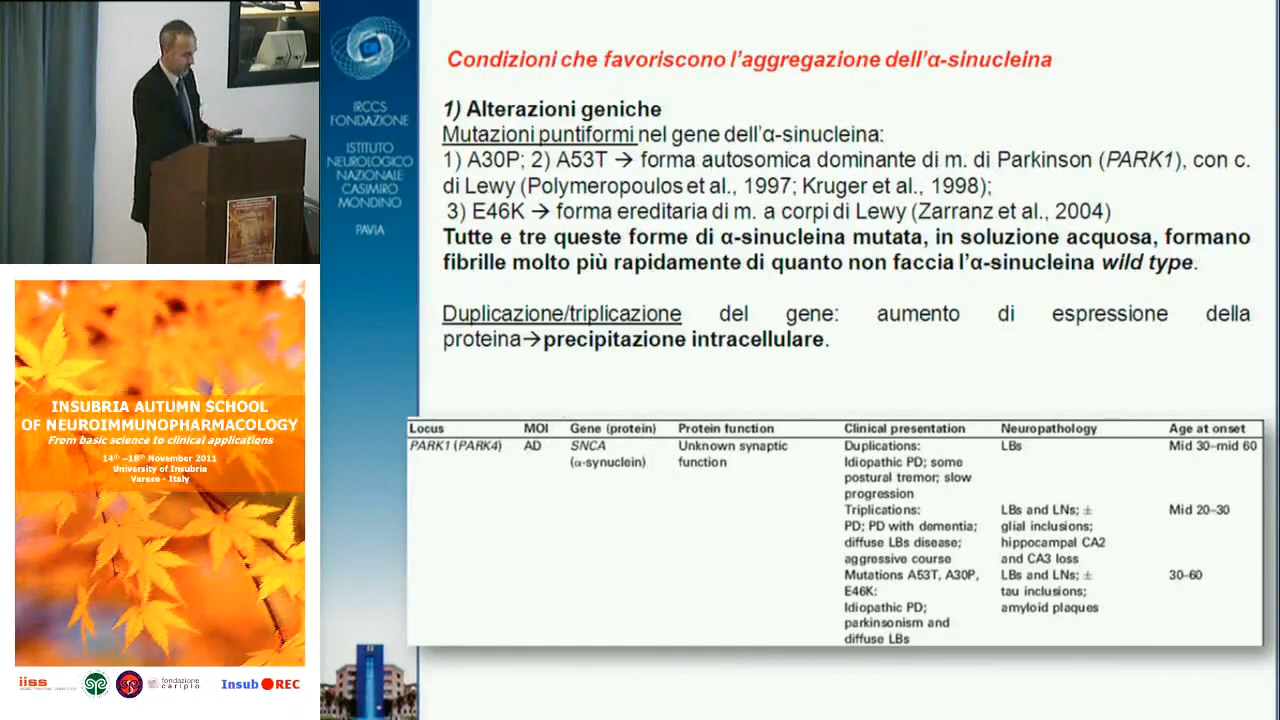 Condizioni che favoriscono l'aggregazione dell'α-sinucleina
IRCCS
FONDAZIONE
ISTITUTO
NEUROLOGICO
NAZIONALE
CASIMIRO
MONDINO
PAVIA
1) Alterazioni geniche
Mutazioni puntiformi nel gene dell'α-sinucleina:
1) A30P; 2) A53T → forma autosomica dominante di m. di Parkinson (PARK1), con c.
di Lewy (Polymeropoulos et al., 1997; Kruger et al., 1998);
3) E46K → forma ereditaria di m. a corpi di Lewy (Zarranz et al., 2004)
Tutte e tre queste forme di α-sinucleina mutata, in soluzione acquosa, formano
fibrille molto più rapidamente di quanto non faccia l'α-sinucleina wild type.
Duplicazione/triplicazione del gene: aumento di espressione della
proteina→precipitazione intracellulare.
Locus MOI Gene (protein) Protein function Clinical presentation Neuropathology Age at onset
PARK1 (PARK4) AD SNCA Unknown synaptic Duplications: LBs Mid 30–mid 60
(α-synuclein) function Idiopathic PD; some
postural tremor; slow
progression
Triplications: LBs and LNs; ± Mid 20–30
PD; PD with dementia; glial inclusions;
diffuse LBs disease; hippocampal CA2
aggressive course and CA3 loss
Mutations A53T, A30P, LBs and LNs; ± 30–60
E46K: tau inclusions;
Idiopathic PD; amyloid plaques
parkinsonism and
diffuse LBs
INSUBRIA AUTUMN SCHOOL
OF NEUROIMMUNOPHARMACOLOGY
From basic science to clinical applications
14th –18th November 2011
University of Insubria
Varese - Italy
iiss
fondazione
cariplo
Insub REC